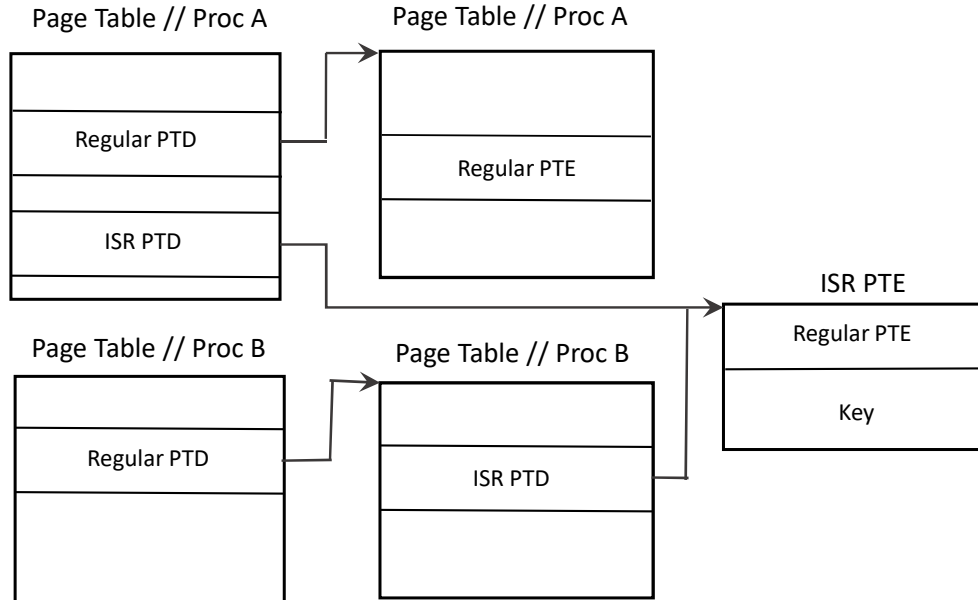 Page Table // Proc A
Page Table // Proc A
Regular PTD
Regular PTE
ISR PTD
ISR PTE
Regular PTE
Key
Page Table // Proc B
Page Table // Proc B
Regular PTD
ISR PTD